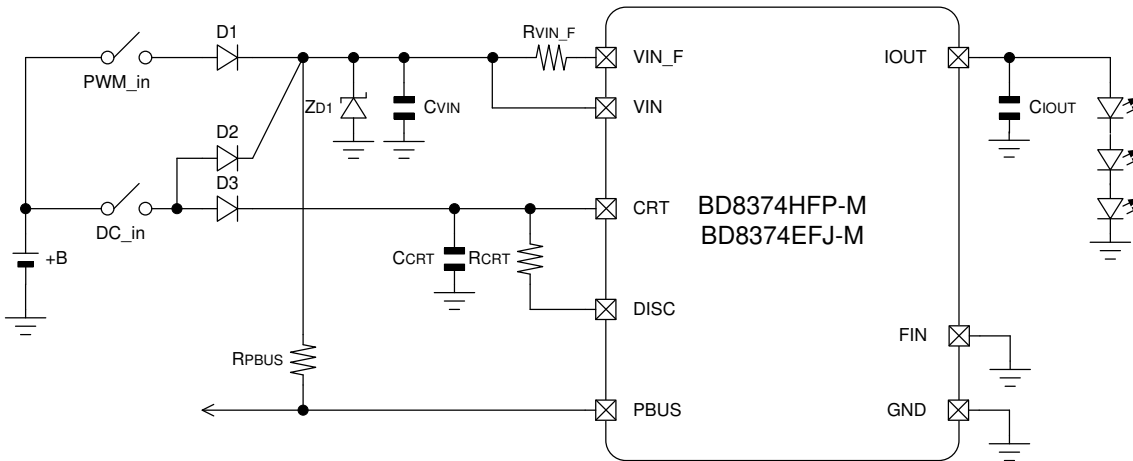 D1
RVIN_F
VIN_F
IOUT
PWM_in
ZD1
CVIN
VIN
CIOUT
D2
D3
CRT
BD8374HFP-M
BD8374EFJ-M
DC_in
+B
CCRT
RCRT
DISC
FIN
RPBUS
PBUS
GND